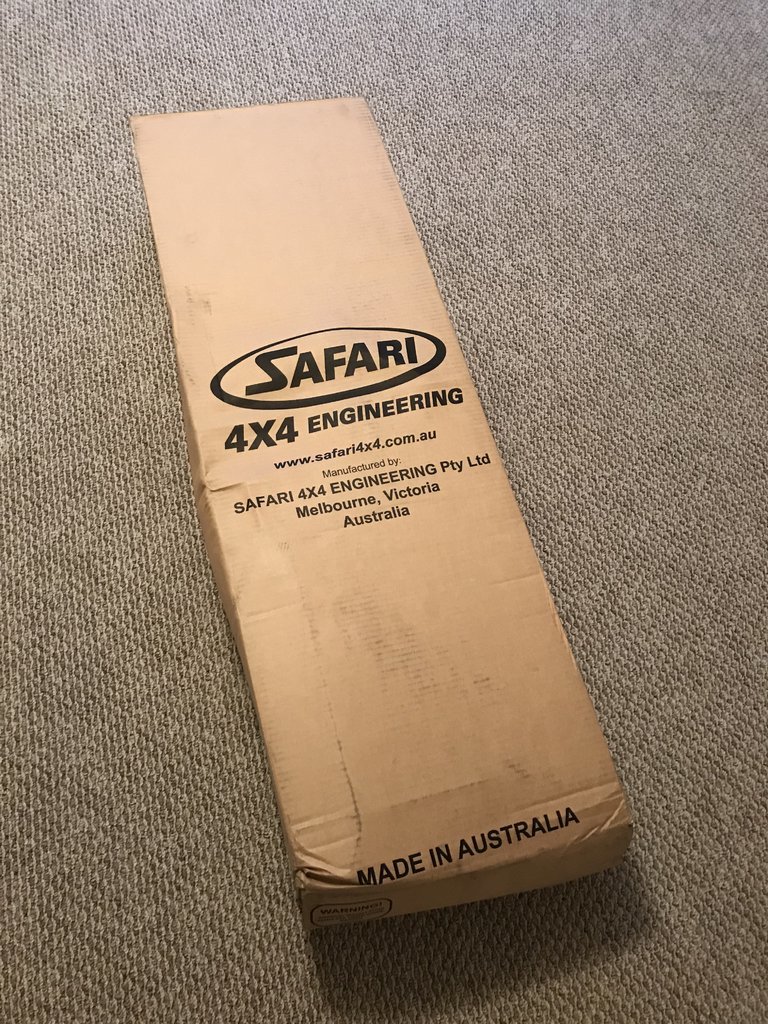 SAFARI
4X4 ENGINEERING
www.safari4x4.com.au
Manufactured by:
SAFARI 4X4 ENGINEERING Pty Ltd
Melbourne, Victoria
Australia
MADE IN AUSTRALIA
WARNING!